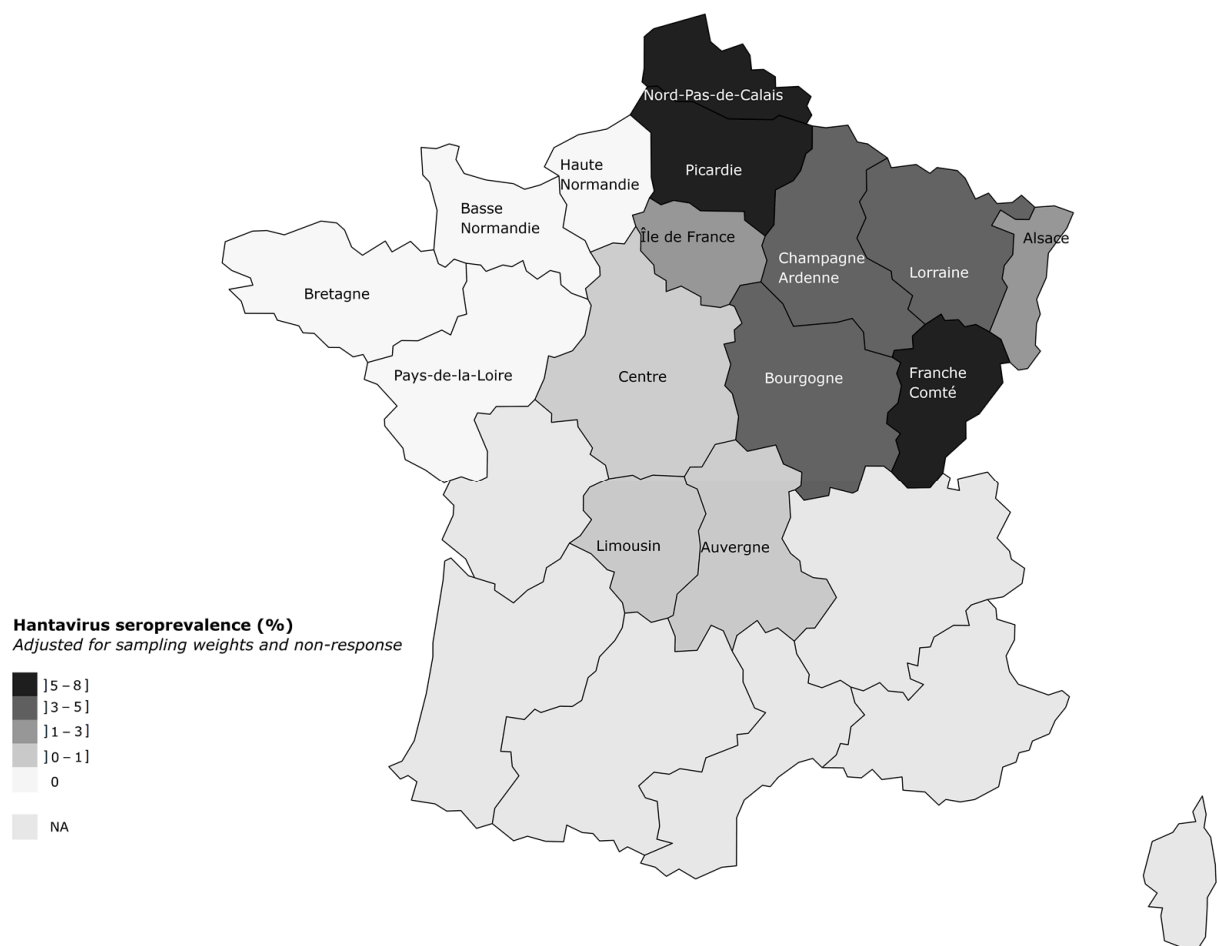 Nord-Pas-de-Calais
Haute
Normandie
Picardie
Basse
Normandie
Île de France
Alsace
Champagne
Ardenne
Lorraine
Bretagne
Pays-de-la-Loire
Centre
Bourgogne
Franche
Comté
Limousin
Auvergne
Hantavirus seroprevalence (%)
Adjusted for sampling weights and non-response
]5 – 8]
]3 – 5]
]1 – 3]
]0 – 1]
0
NA